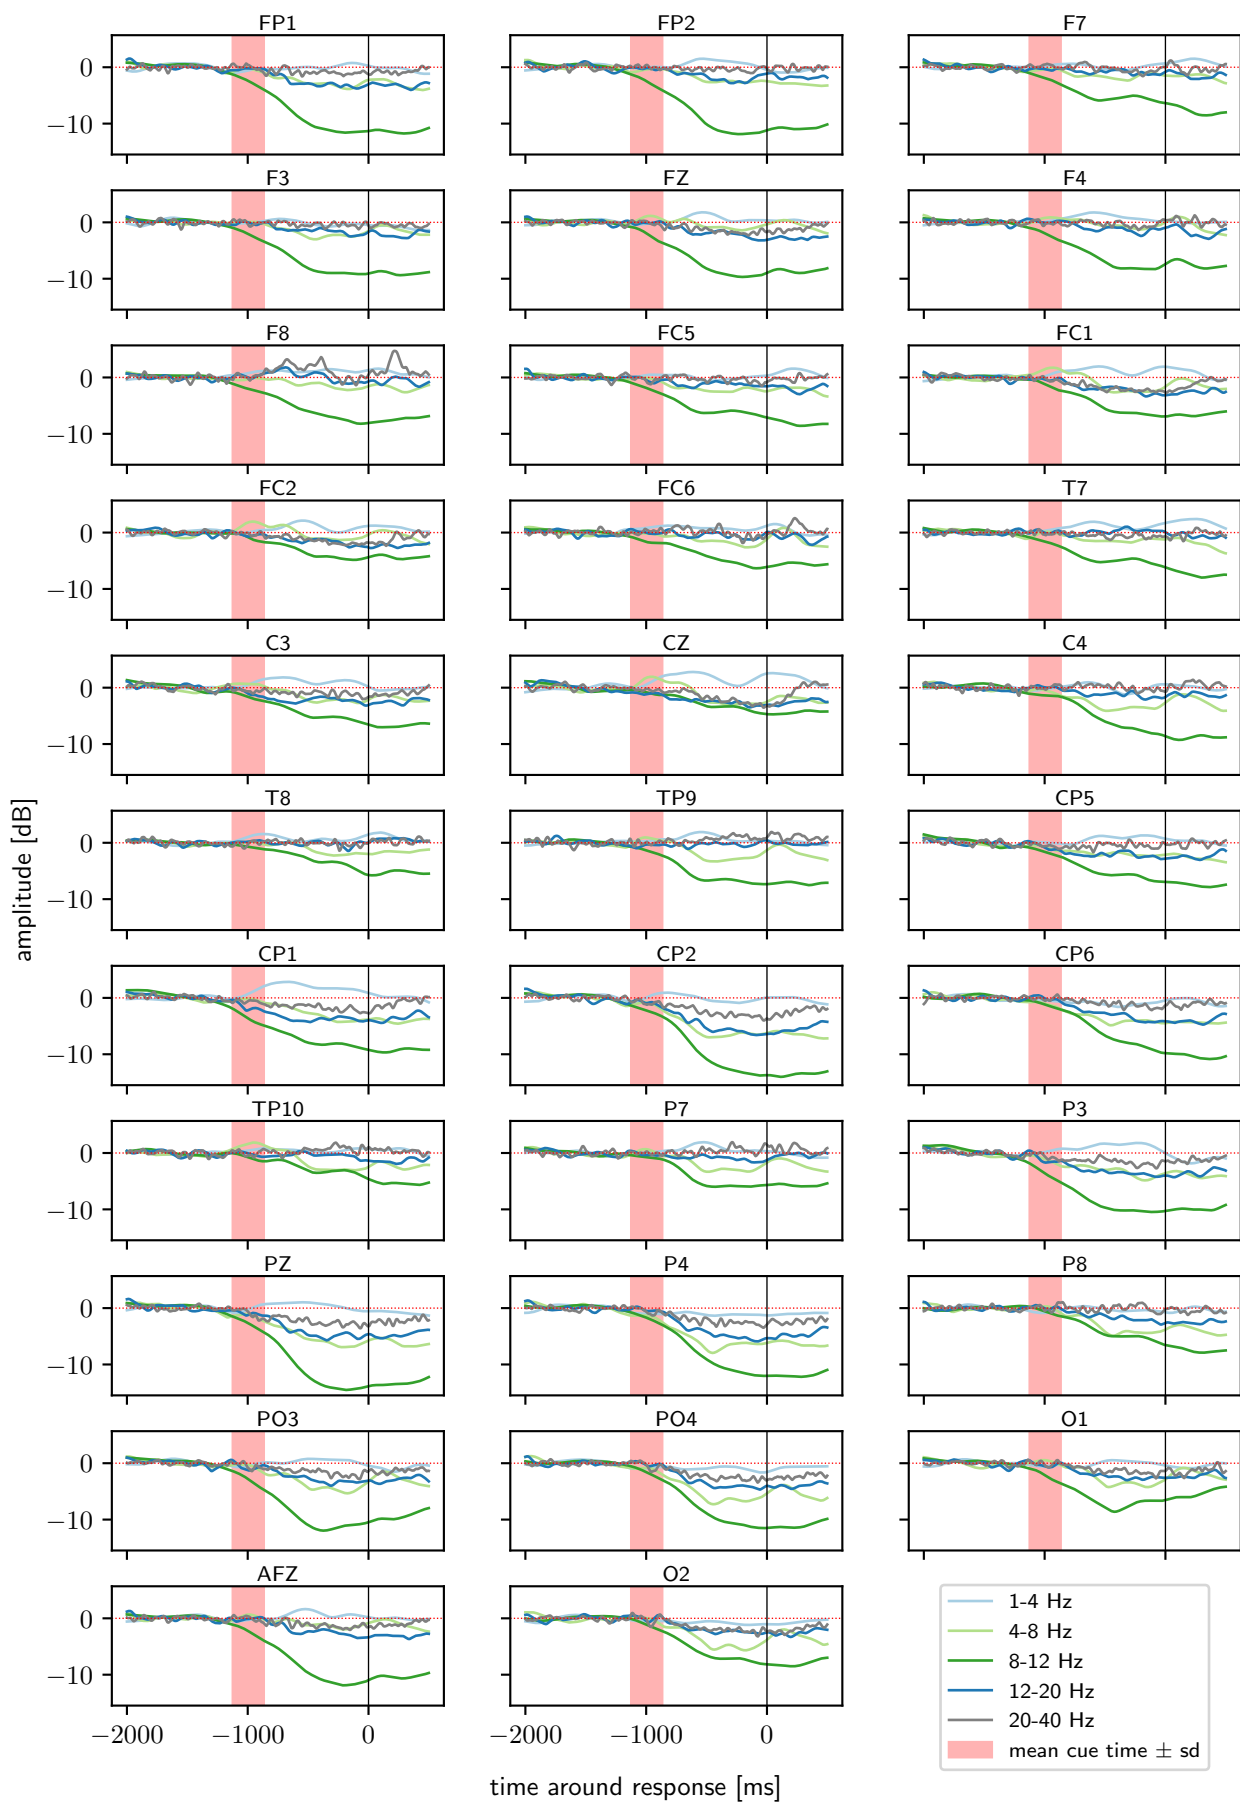 FP1 FP2 F7
0
−10
F3 FZ F4
0
−10
F8 FC5 FC1
0
−10
FC2 FC6 T7
0
−10
C3 CZ C4
0
−10
T8 TP9 CP5
0
−10
CP1 CP2 CP6
0
−10
TP10 P7 P3
0
−10
PZ P4 P8
0
−10
PO3 PO4 O1
0
−10
AFZ O2
0
−10
−2000 −1000 0 −2000 −1000 0
amplitude [dB]
time around response [ms]
1-4 Hz
4-8 Hz
8-12 Hz
12-20 Hz
20-40 Hz
mean cue time ± sd